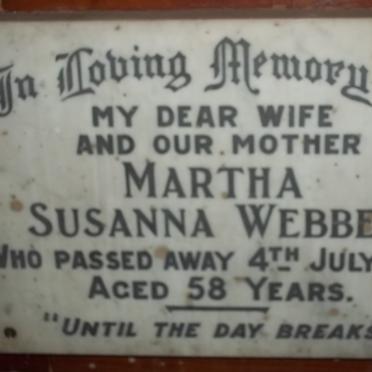 In Loving Memory
MY DEAR WIFE
AND OUR MOTHER
MARTHA
SUSANNA WEBBE
WHO PASSED AWAY 4TH JULY
AGED 58 YEARS.
"UNTIL THE DAY BREAKS